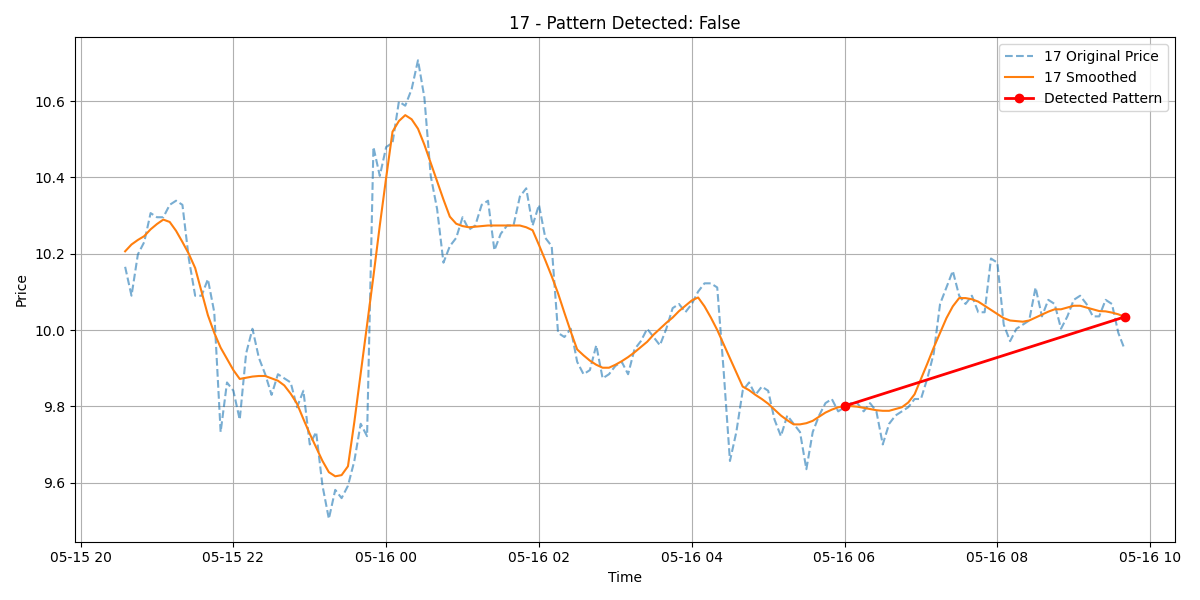 17 - Pattern Detected: False
17 Original Price
17 Smoothed
Detected Pattern
Price
10.6
10.4
10.2
10.0
9.8
9.6
05-15 20
05-15 22
05-16 00
05-16 02
05-16 04
05-16 06
05-16 08
05-16 10
Time